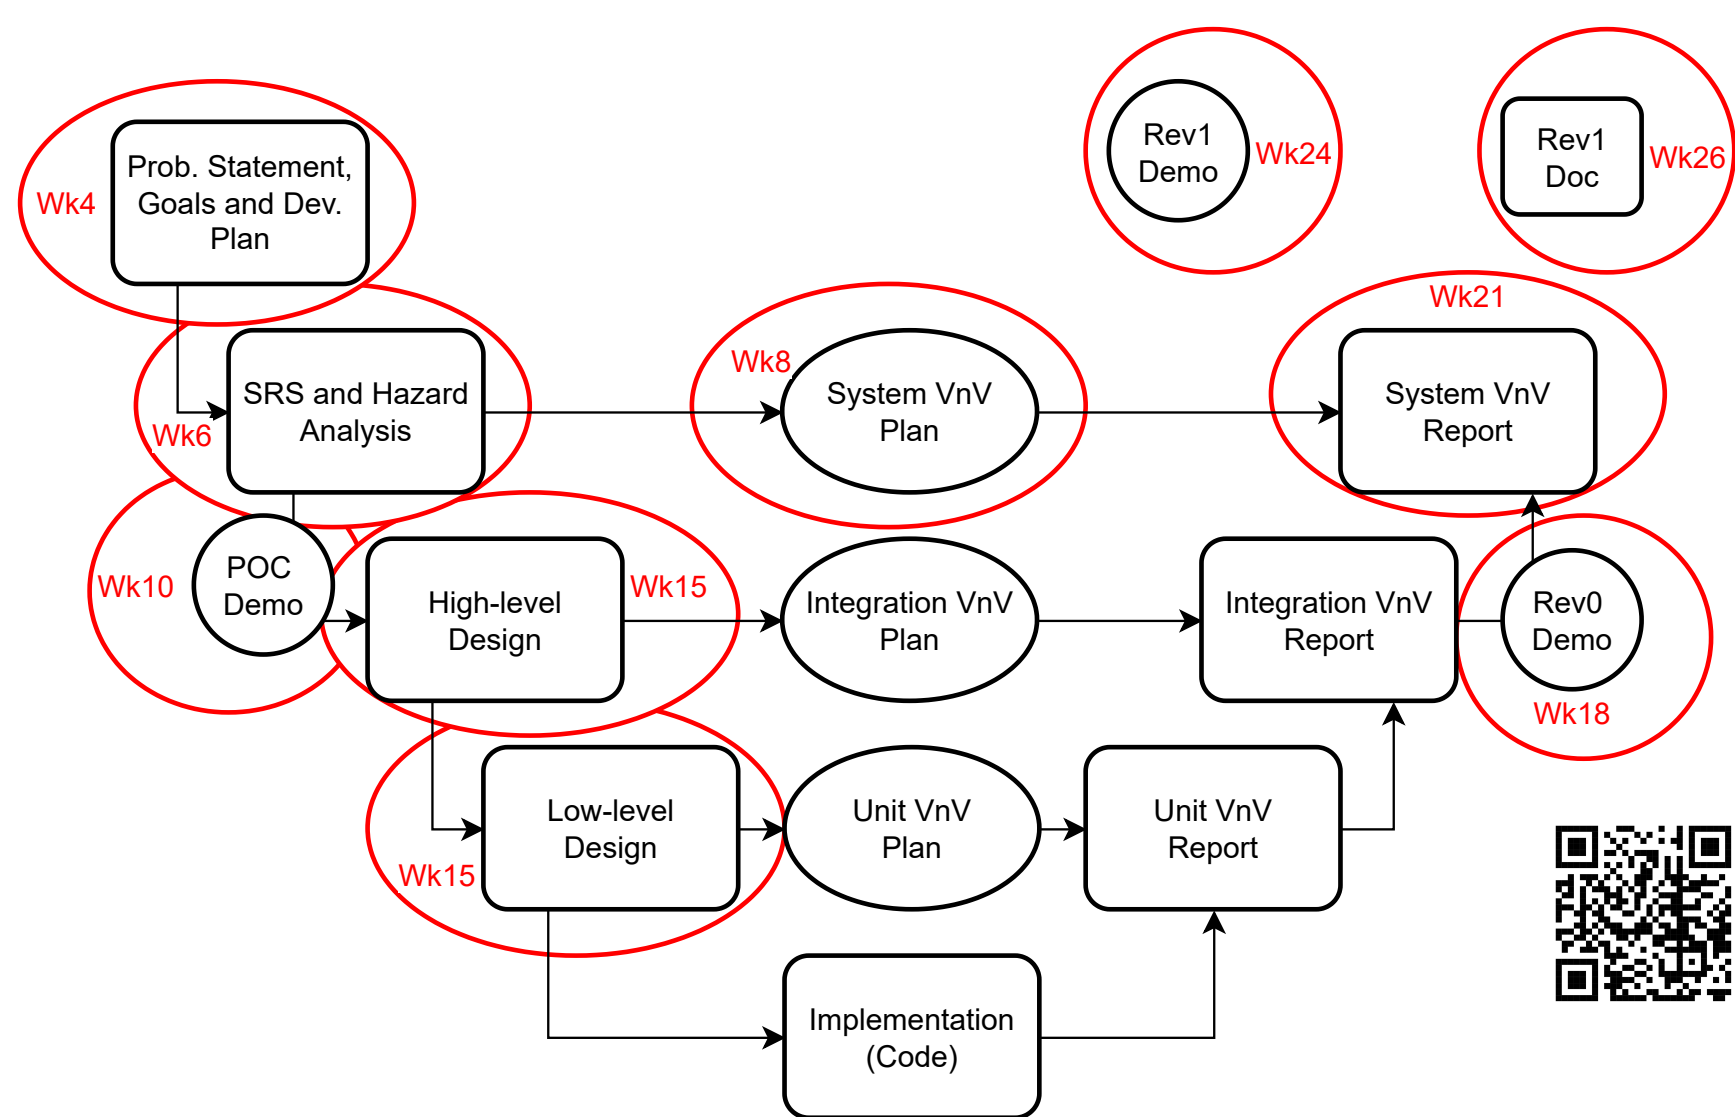 Rev1
Demo
Wk24
Rev1
Doc
Wk26
Prob. Statement,
Goals and Dev.
Plan
Wk4
SRS and Hazard
Analysis
Wk6
Wk8
System VnV
Plan
Wk21
System VnV
Report
Wk10
POC
Demo
High-level
Design
Wk15
Integration VnV
Plan
Integration VnV
Report
Rev0
Demo
Wk18
Low-level
Design
Wk15
Unit VnV
Plan
Unit VnV
Report
Implementation
(Code)